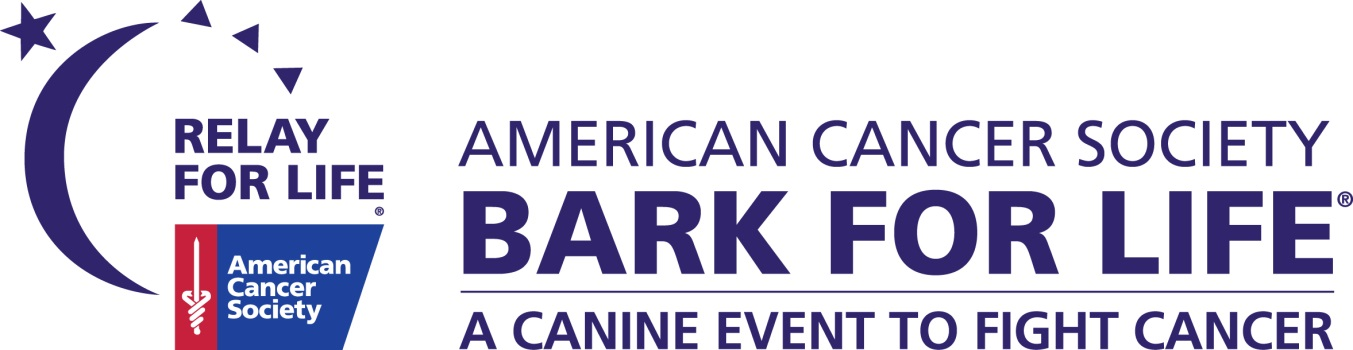 RELAY
FOR LIFE
®
American
Cancer
Society
AMERICAN CANCER SOCIETY
BARK FOR LIFE®
A CANINE EVENT TO FIGHT CANCER